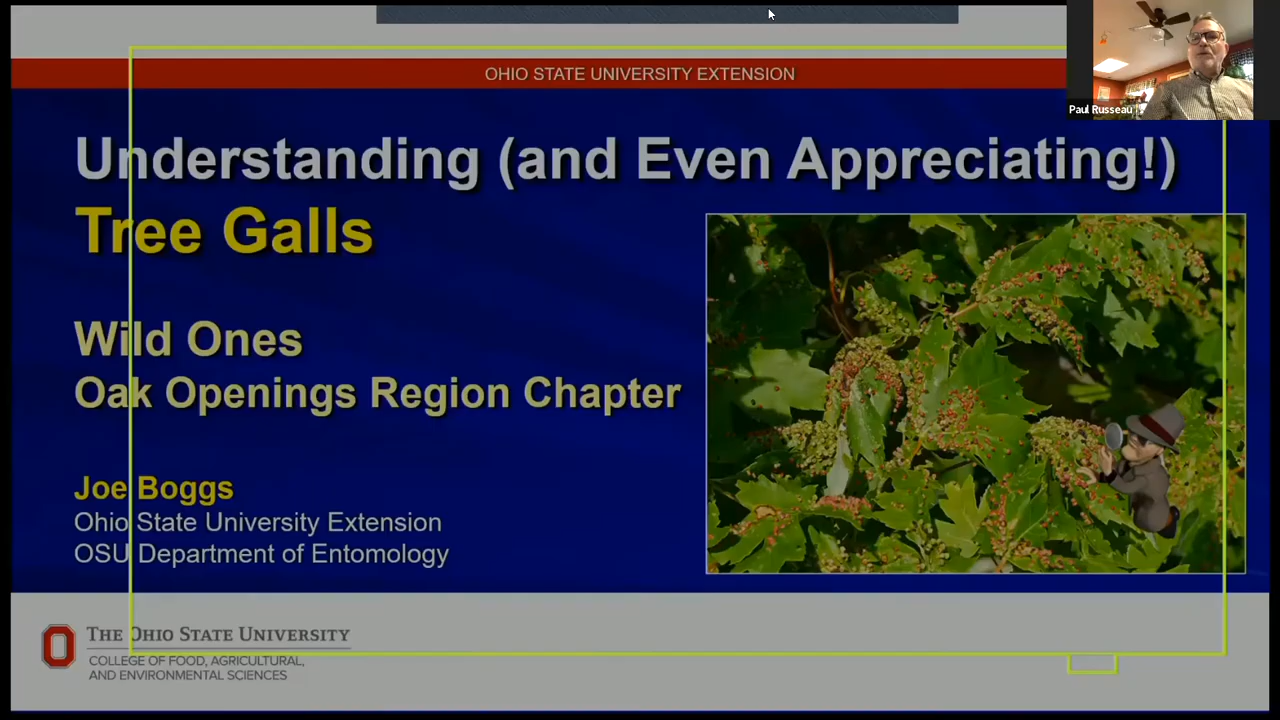 OHIO STATE UNIVERSITY EXTENSION
Paul Russeau
Understanding (and Even Appreciating!)
Tree Galls
Wild Ones
Oak Openings Region Chapter
Joe Boggs
Ohio State University Extension
OSU Department of Entomology
THE OHIO STATE UNIVERSITY
COLLEGE OF FOOD, AGRICULTURAL,
AND ENVIRONMENTAL SCIENCES